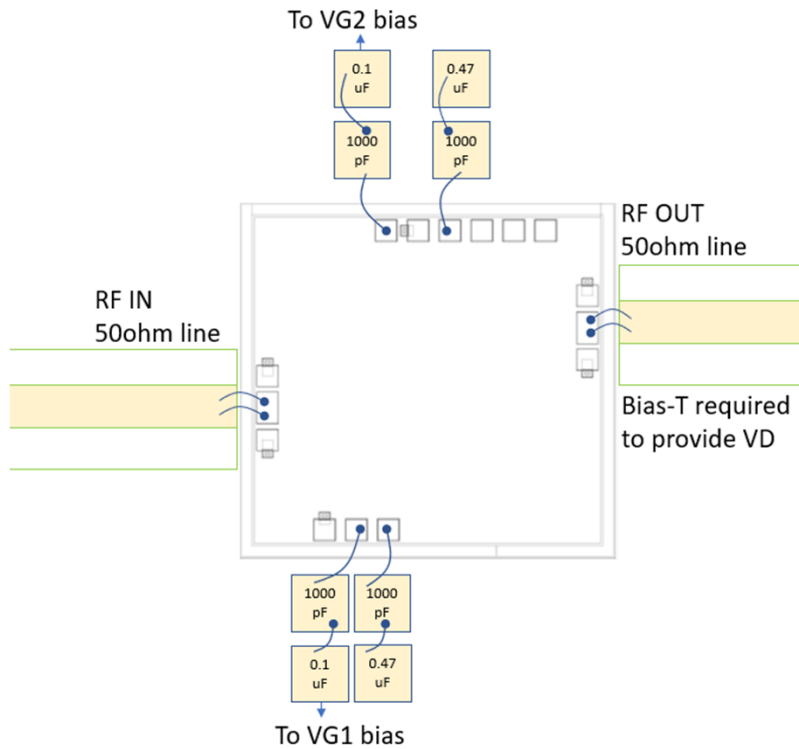 To VG2 bias
0.1
uF
0.47
uF
1000
pF
1000
pF
RF OUT
50ohm line
RF IN
50ohm line
Bias-T required
to provide VD
1000
pF
1000
pF
0.1
uF
0.47
uF
To VG1 bias